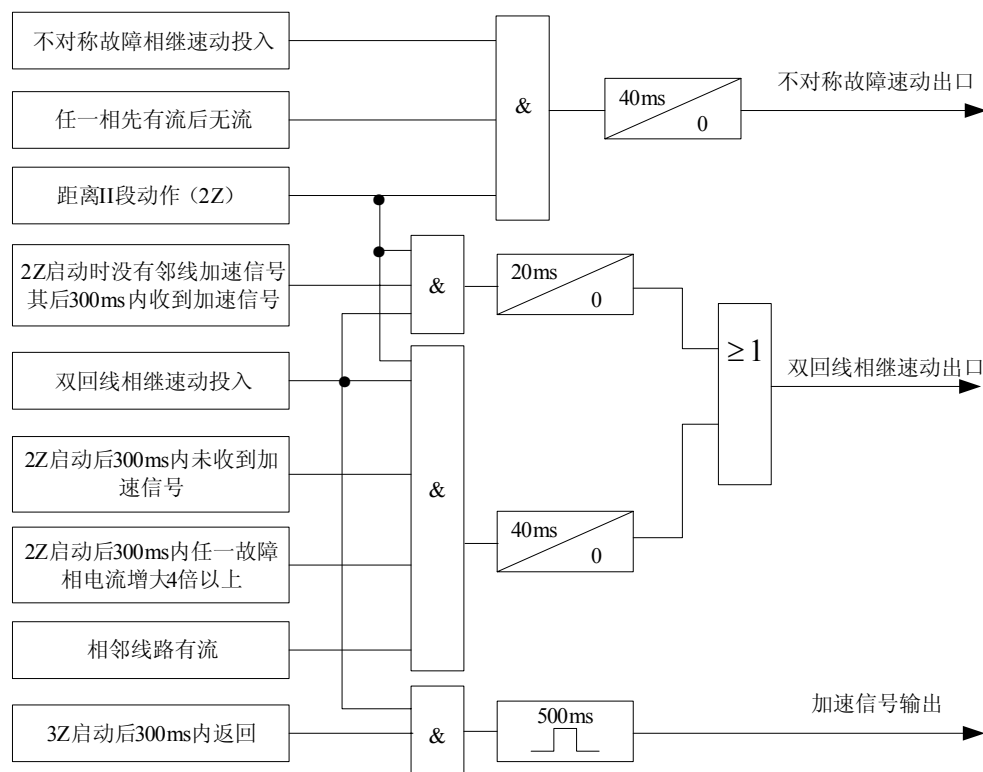 不对称故障相继速动投入
任一相先有流后无流
距离II段动作（2Z）
2Z启动时没有邻线加速信号
其后300ms内收到加速信号
双回线相继速动投入
2Z启动后300ms内未收到加
速信号
2Z启动后300ms内任一故障
相电流增大4倍以上
相邻线路有流
3Z启动后300ms内返回
&
40ms
0
不对称故障速动出口
&
20ms
0
≥1
双回线相继速动出口
&
40ms
0
&
500ms
加速信号输出